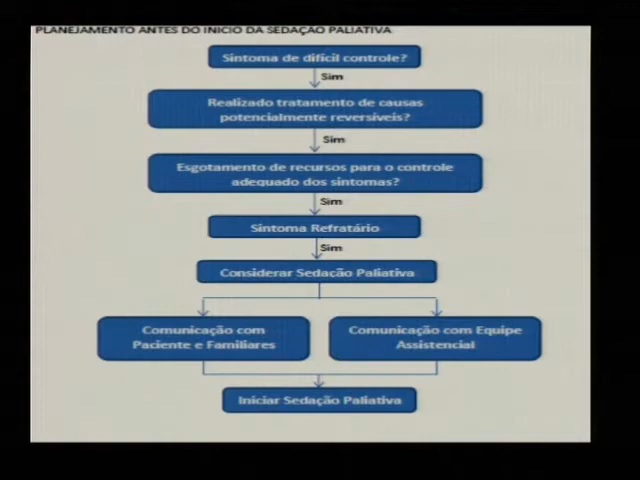 PLANEJAMENTO ANTES DO INICIO DA SEDAÇÃO PALIATIVA
Sintoma de difícil controle?
Sim
Realizado tratamento de causas
potencialmente reversíveis?
Sim
Esgotamento de recursos para o controle
adequado dos sintomas?
Sim
Sintoma Refratário
Sim
Considerar Sedação Paliativa
Comunicação com
Paciente e Familiares
Comunicação com Equipe
Assistencial
Iniciar Sedação Paliativa